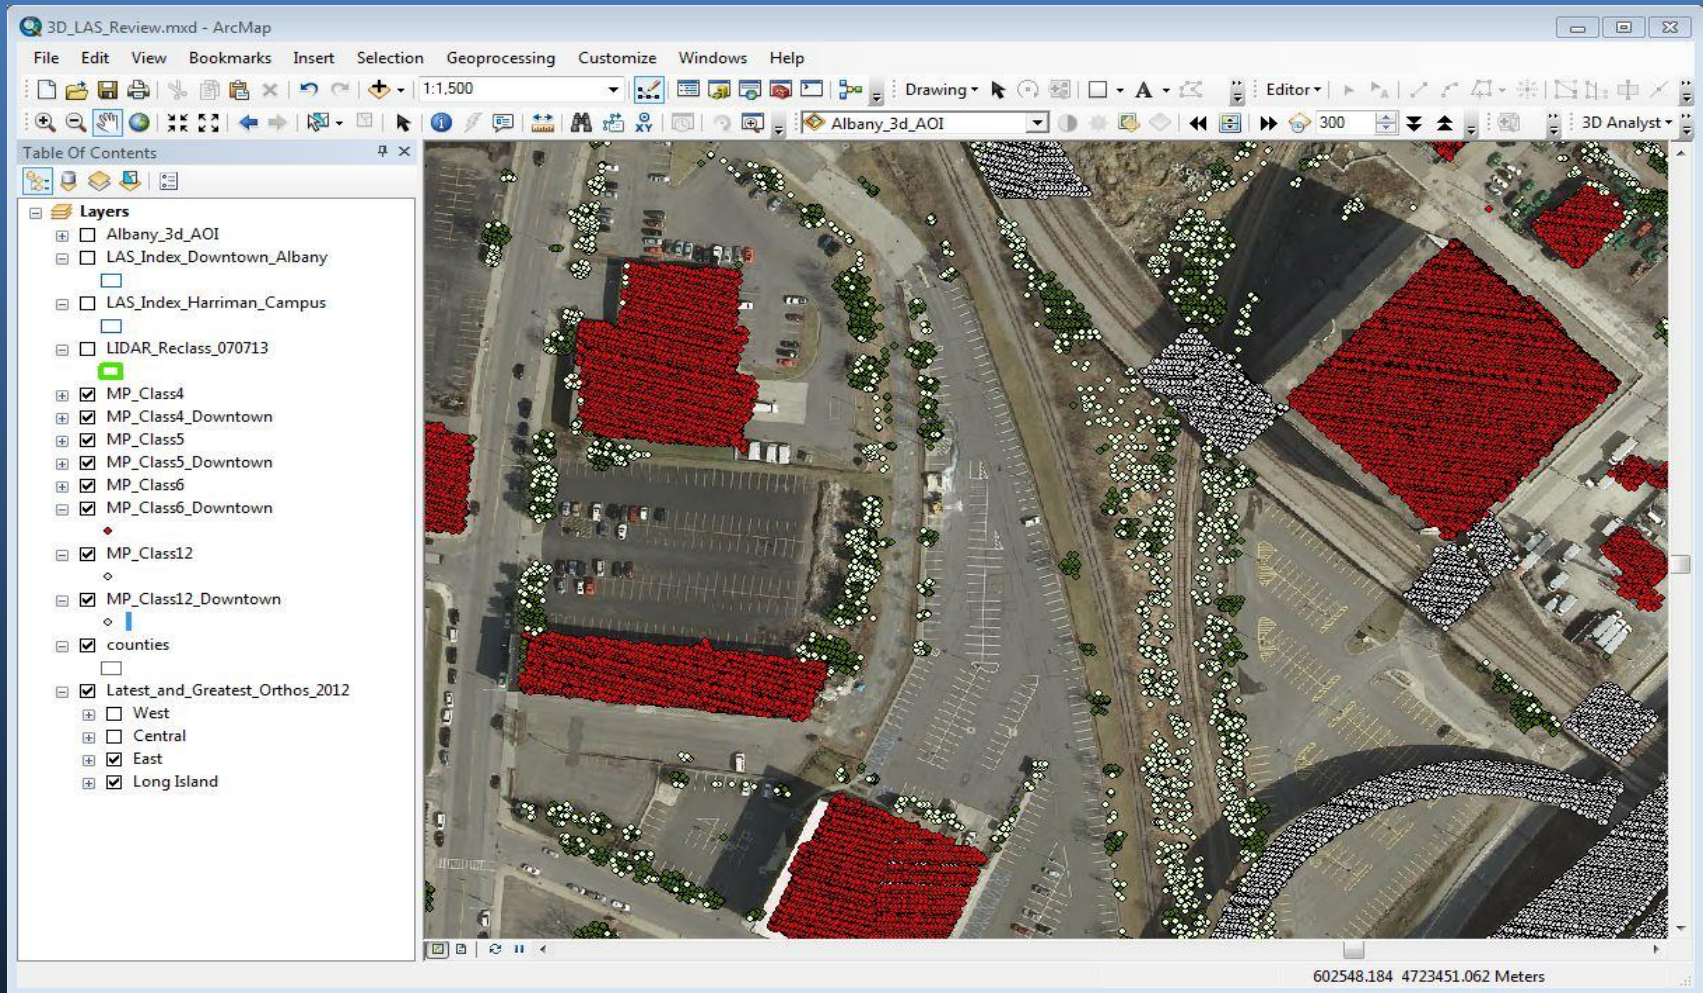 3D_LAS_Review.mxd - ArcMap
File Edit View Bookmarks Insert Selection Geoprocessing Customize Windows Help
1:1,500 Drawing A Editor
Albany_3d_AOI 300 3D Analyst
Table Of Contents
Layers
Albany_3d_AOI
LAS_Index_Downtown_Albany
LAS_Index_Harriman_Campus
LIDAR_Reclass_070713
MP_Class4
MP_Class4_Downtown
MP_Class5
MP_Class5_Downtown
MP_Class6
MP_Class6_Downtown
MP_Class12
MP_Class12_Downtown
counties
Latest_and_Greatest_Orthos_2012
West
Central
East
Long Island
602548.184 4723451.062 Meters